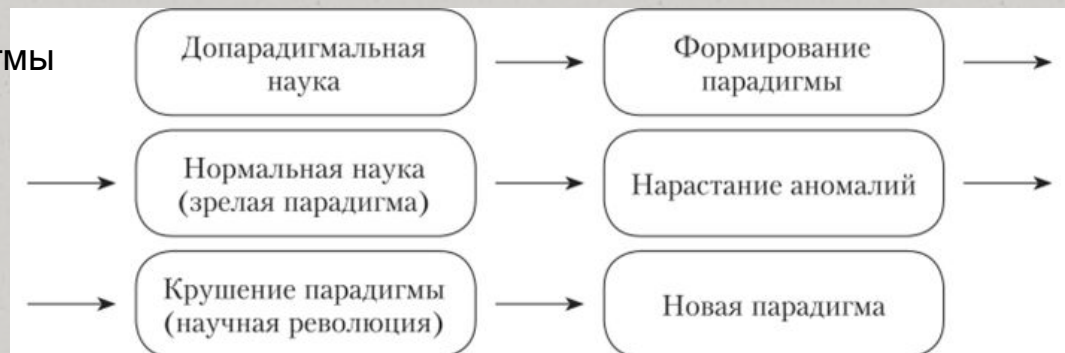 Допарадигмальная
наука
Формирование
парадигмы
Нормальная наука
(зрелая парадигма)
Нарастание аномалий
Крушение парадигмы
(научная революция)
Новая парадигма